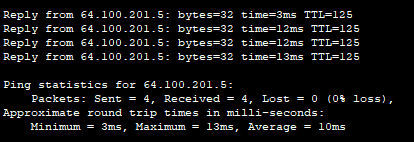 Reply from 64.100.201.5: bytes=32 time=3ms TTL=125
Reply from 64.100.201.5: bytes=32 time=12ms TTL=125
Reply from 64.100.201.5: bytes=32 time=12ms TTL=125
Reply from 64.100.201.5: bytes=32 time=13ms TTL=125

Ping statistics for 64.100.201.5:
    Packets: Sent = 4, Received = 4, Lost = 0 (0% loss),
Approximate round trip times in milli-seconds:
    Minimum = 3ms, Maximum = 13ms, Average = 10ms